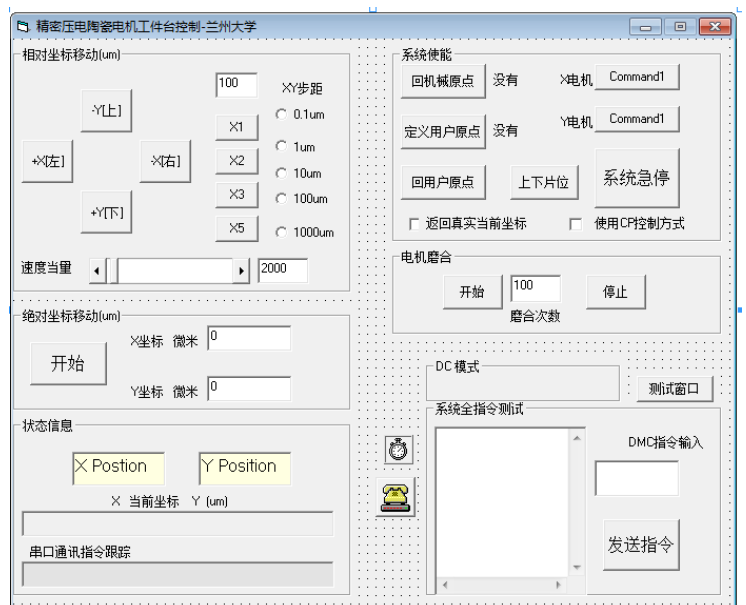 精密压电陶瓷电机工件台控制-兰州大学
相对坐标移动(um)
-Y[上]
+X[左]
-X[右]
+Y[下]
100
XY步距
X1
X2
X3
X5
0.1um
1um
10um
100um
1000um
速度当量
2000
绝对坐标移动(um)
开始
X坐标 微米
0
Y坐标 微米
0
状态信息
X Postion
Y Position
X 当前坐标 Y (um)
串口通讯指令跟踪
系统使能
回机械原点
没有
X电机
Command1
定义用户原点
没有
Y电机
Command1
回用户原点
上下片位
系统急停
返回真实当前坐标
使用CP控制方式
电机磨合
开始
100
停止
磨合次数
DC 模式
测试窗口
系统全指令测试
DMC指令输入
发送指令